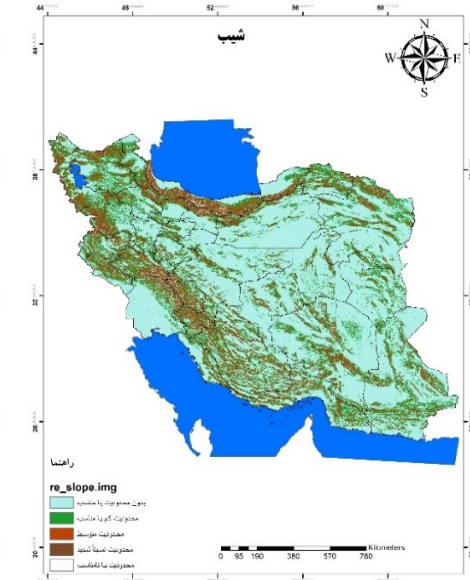 44 48 52 56 60
شیب
N
W E
S
44
38
32
26
20
راهنما
re_slope.img
بدون محدودیت یا مناسب
محدودیت کم یا مناسب
محدودیت متوسط
محدودیت نسبتاً شدید
محدودیت یا نامناسب
Kilometers
0 95 190 380 570 760